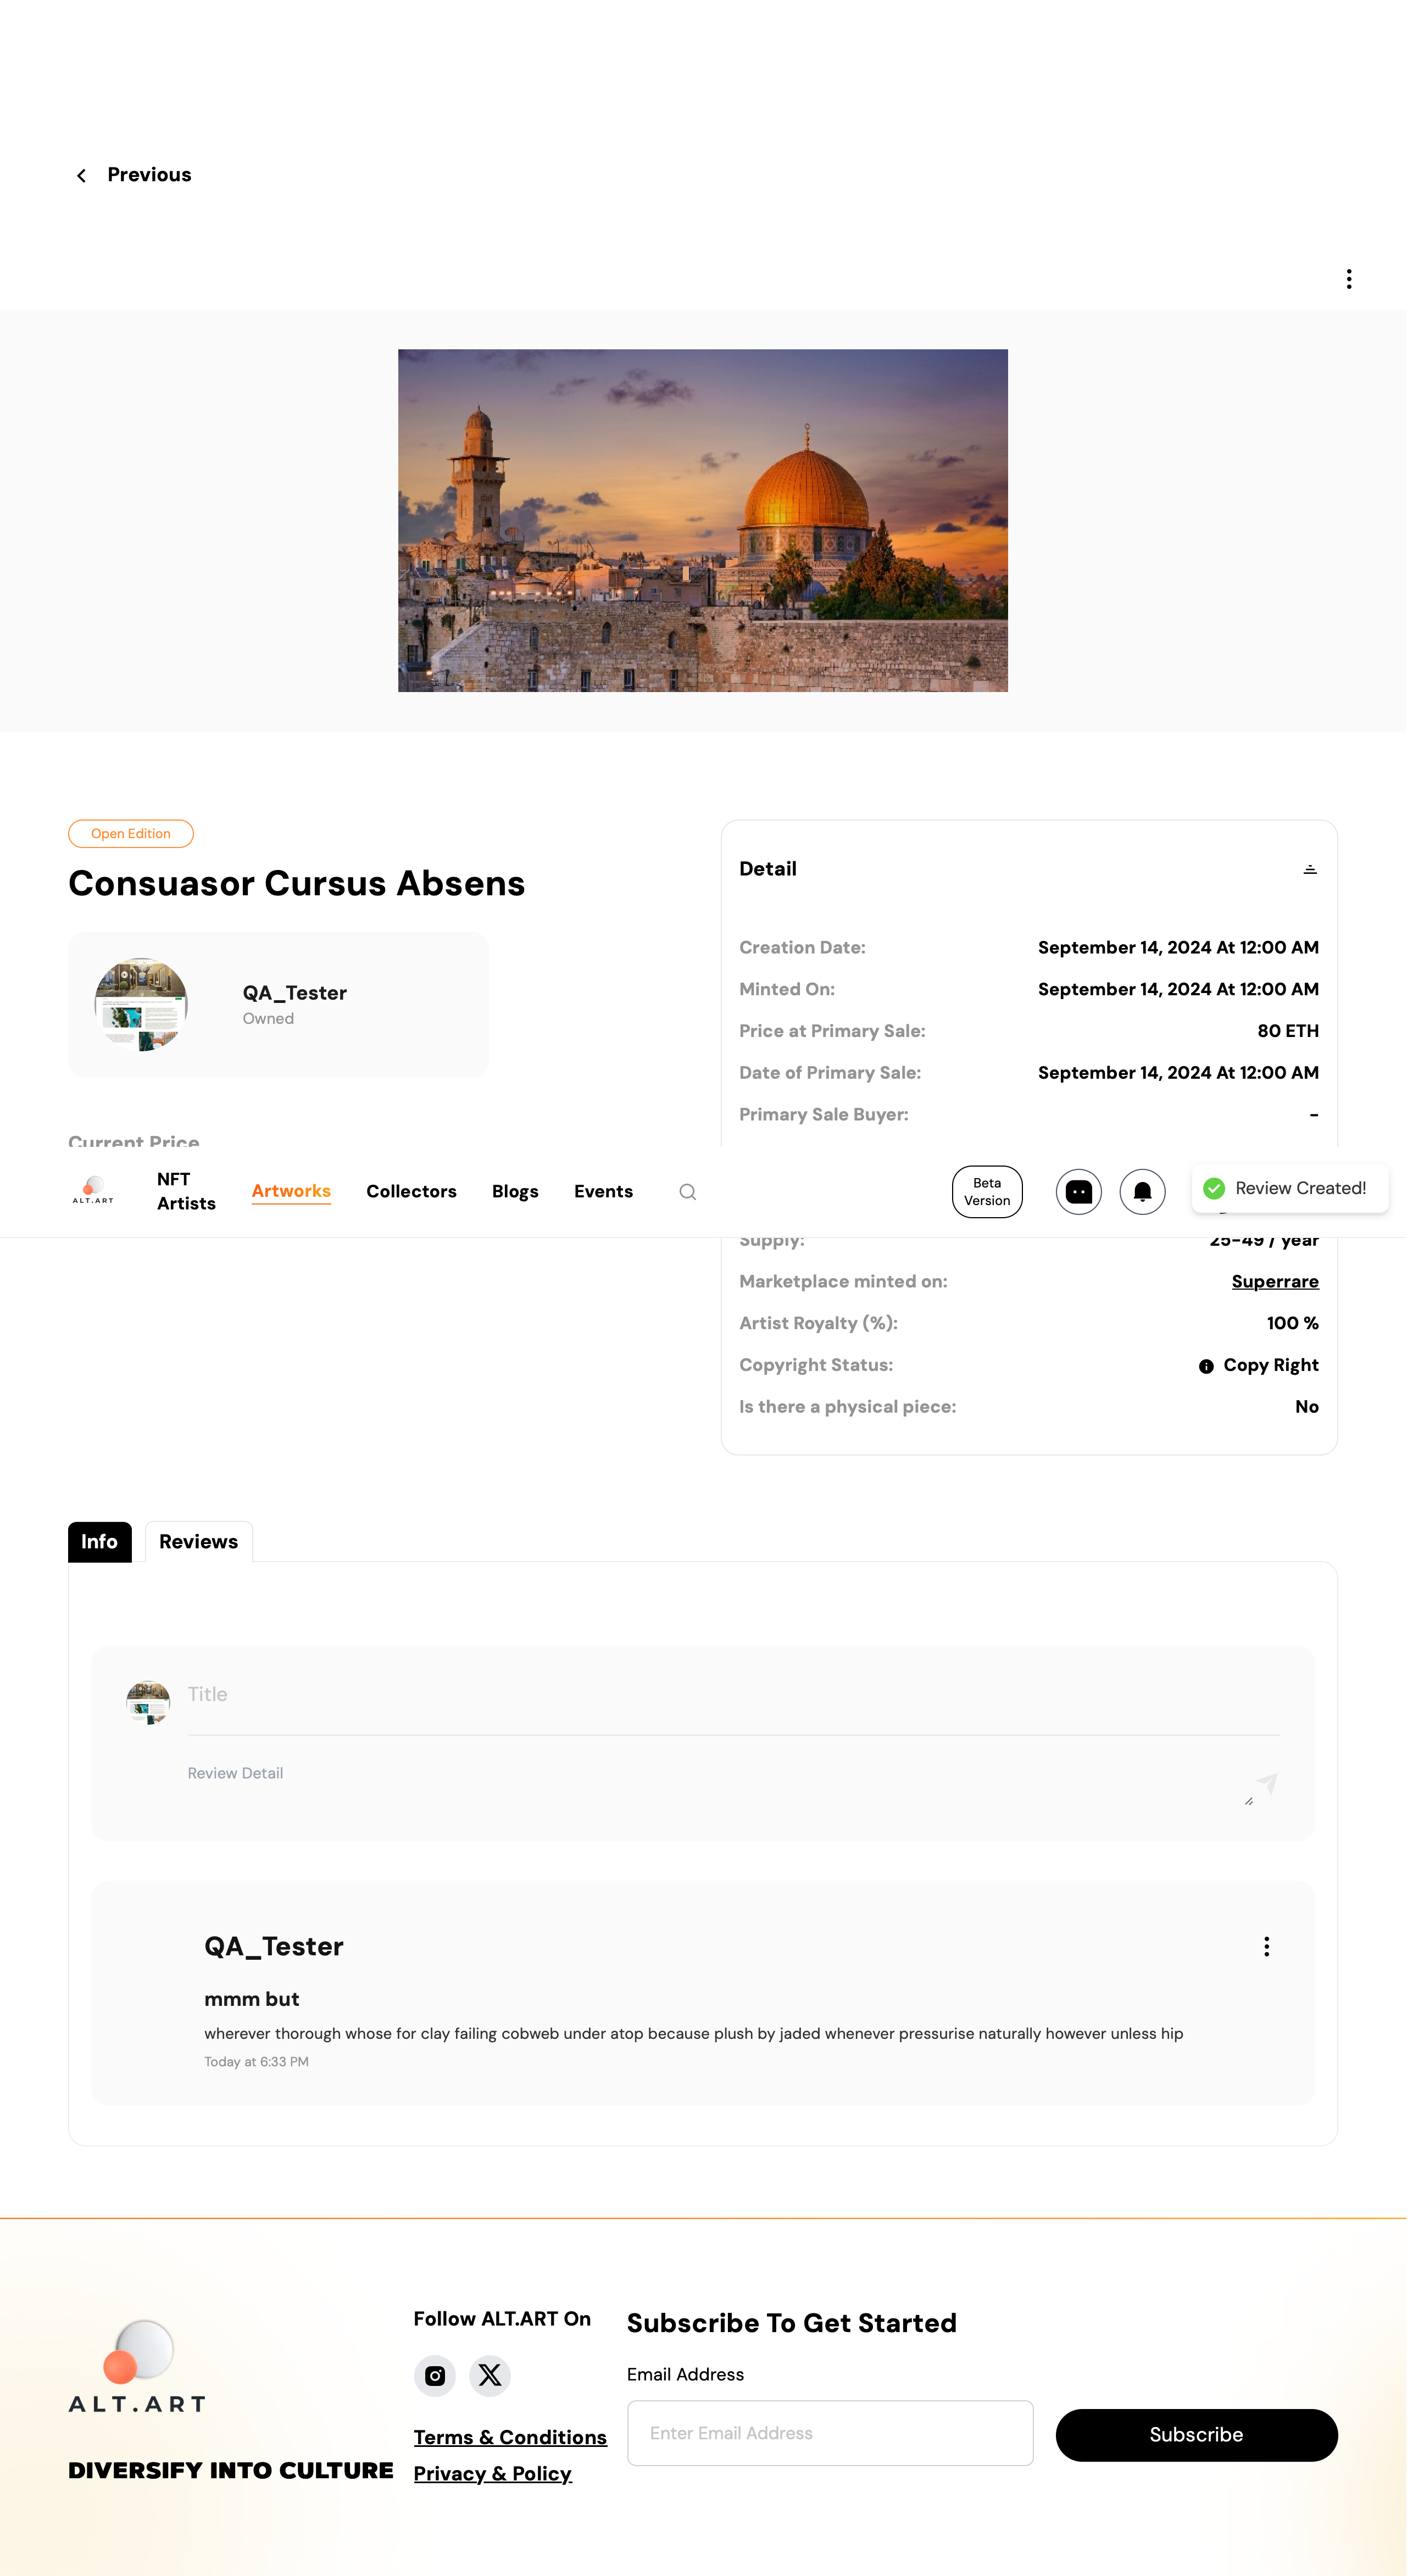 Previous
Open Edition
Consuasor Cursus Absens
QA_Tester
Owned
Current Price
Detail
Creation Date: September 14, 2024 At 12:00 AM
Minted On: September 14, 2024 At 12:00 AM
Price at Primary Sale: 80 ETH
Date of Primary Sale: September 14, 2024 At 12:00 AM
Primary Sale Buyer: -
ALT.ART
NFT
Artists
Artworks
Collectors
Blogs
Events
Beta
Version
Review Created!
Supply: 25-49 / year
Marketplace minted on: Superrare
Artist Royalty (%): 100 %
Copyright Status: Copy Right
Is there a physical piece: No
Info
Reviews
Title
Review Detail
QA_Tester
mmm but
wherever thorough whose for clay failing cobweb under atop because plush by jaded whenever pressurise naturally however unless hip
Today at 6:33 PM
ALT.ART
DIVERSIFY INTO CULTURE
Follow ALT.ART On
Terms & Conditions
Privacy & Policy
Subscribe To Get Started
Email Address
Enter Email Address
Subscribe